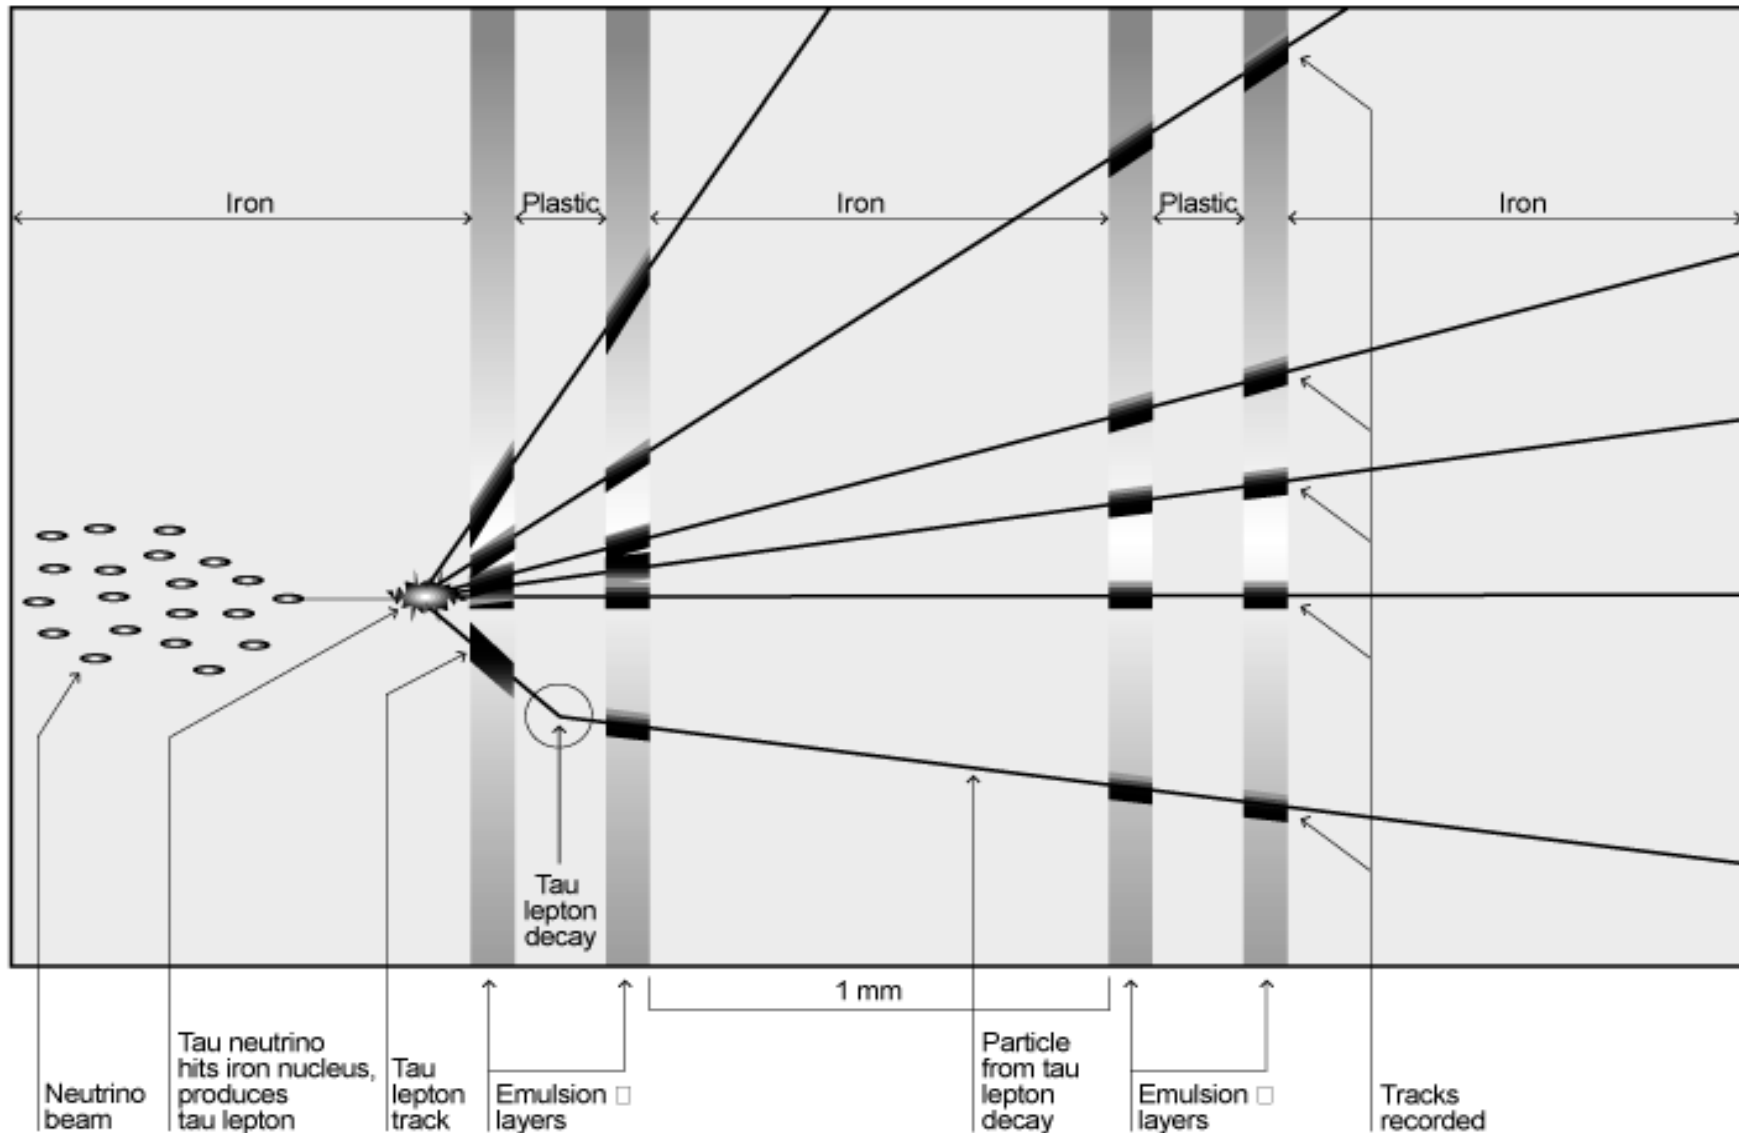 Iron
Plastic
Iron
Plastic
Iron
Tau
lepton
decay
1 mm
Neutrino
beam
Tau neutrino
hits iron nucleus,
produces
tau lepton
Tau
lepton
track
Emulsion □
layers
Particle
from tau
lepton
decay
Emulsion □
layers
Tracks
recorded